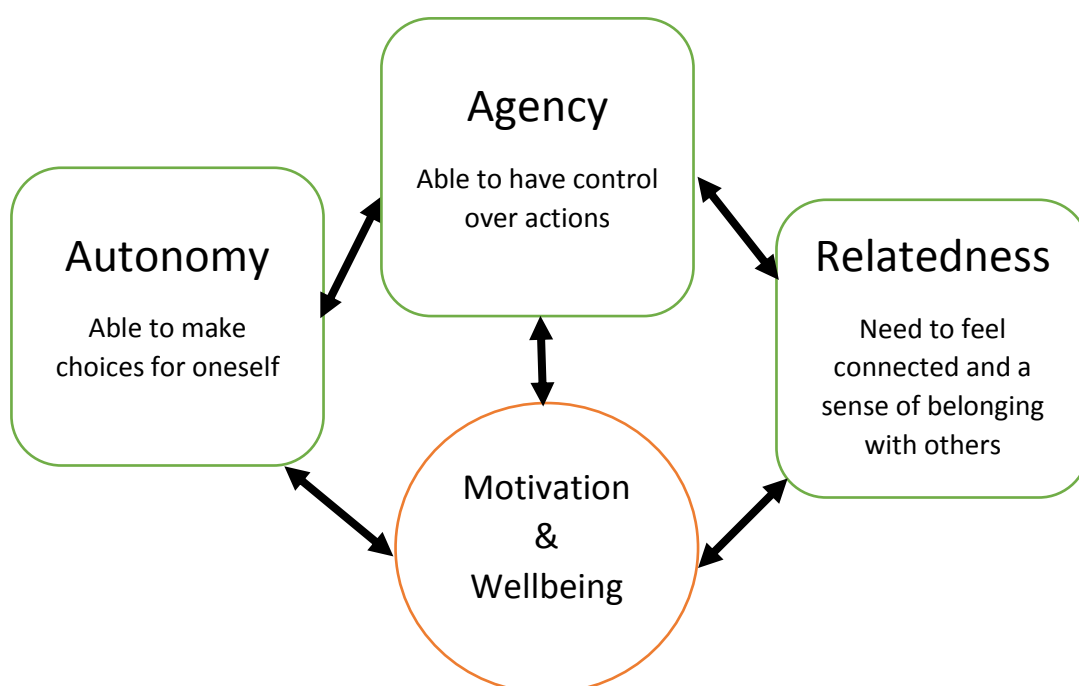 Agency
Able to have control
over actions
Autonomy
Able to make
choices for oneself
Relatedness
Need to feel
connected and a
sense of belonging
with others
Motivation
&
Wellbeing